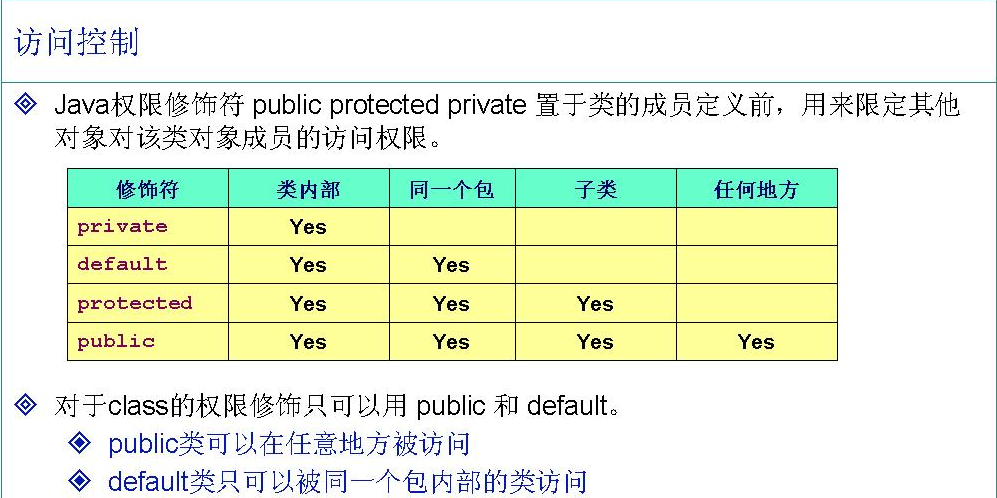 访问控制
Java权限修饰符 public protected private 置于类的成员定义前，用来限定其他
对象对该类对象成员的访问权限。
修饰符 类内部 同一个包 子类 任何地方
private Yes
default Yes Yes
protected Yes Yes Yes
public Yes Yes Yes Yes
对于class的权限修饰只可以用 public 和 default。
public类可以在任意地方被访问
default类只可以被同一个包内部的类访问